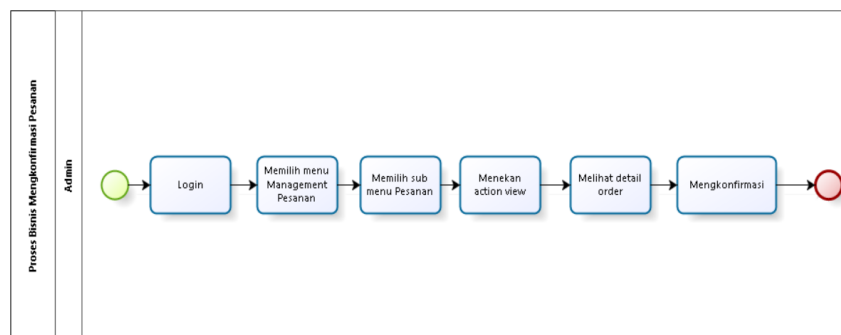 Proses Bisnis Mengkonfirmasi Pesanan
Admin
Login
Memilih menu
Management
Pesanan
Memilih sub
menu Pesanan
Menekan
action view
Melihat detail
order
Mengkonfirmasi